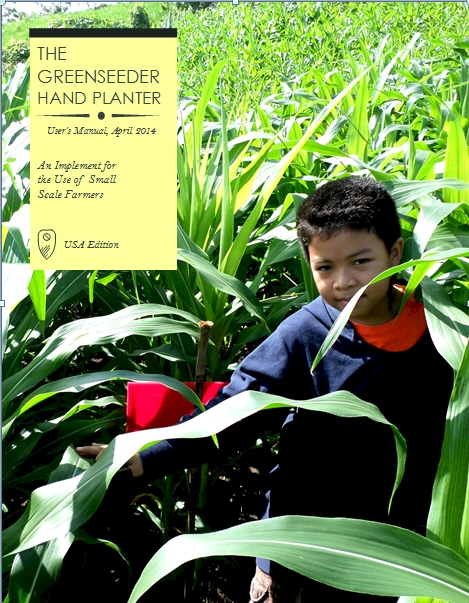 THE
GREENSEEDER
HAND PLANTER
User's Manual, April 2014
An Implement for
the Use of Small
Scale Farmers
USA Edition